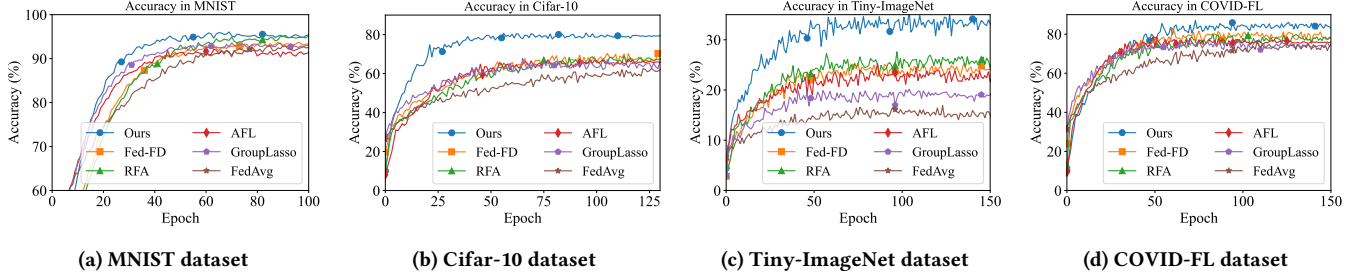 Accuracy in MNIST
Accuracy (%)
100
90
80
70
60
0 20 40 60 80 100
Epoch
Ours AFL
Fed-FD GroupLasso
RFA FedAvg
(a) MNIST dataset
Accuracy in Cifar-10
Accuracy (%)
80
60
40
20
0
0 25 50 75 100 125
Epoch
Ours AFL
Fed-FD GroupLasso
RFA FedAvg
(b) Cifar-10 dataset
Accuracy in Tiny-ImageNet
Accuracy (%)
30
20
10
0
0 50 100 150
Epoch
Ours AFL
Fed-FD GroupLasso
RFA FedAvg
(c) Tiny-ImageNet dataset
Accuracy in COVID-FL
Accuracy (%)
80
60
40
20
0
0 50 100 150
Epoch
Ours AFL
Fed-FD GroupLasso
RFA FedAvg
(d) COVID-FL dataset